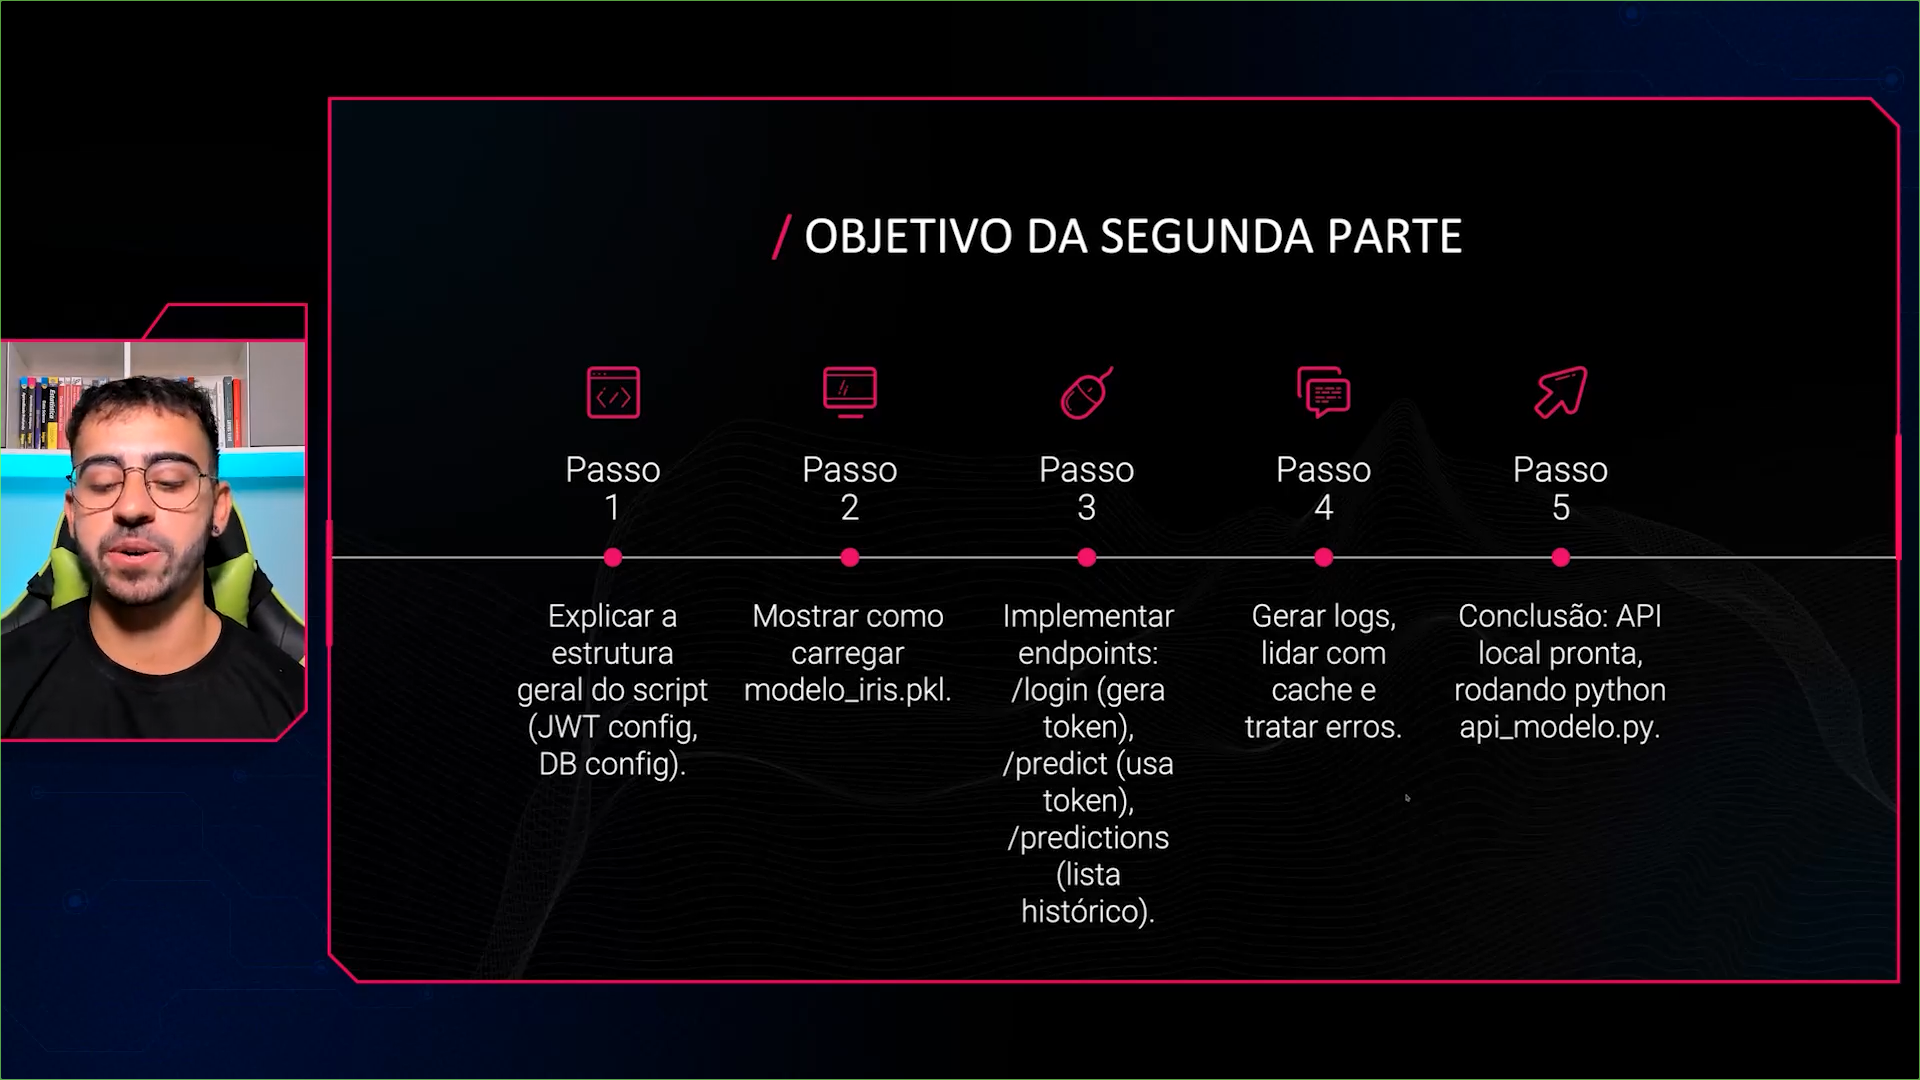 / OBJETIVO DA SEGUNDA PARTE
Passo
1
Explicar a
estrutura
geral do script
(JWT config,
DB config).
Passo
2
Mostrar como
carregar
modelo_iris.pkl.
Passo
3
Implementar
endpoints:
/login (gera
token),
/predict (usa
token),
/predictions
(lista
histórico).
Passo
4
Gerar logs,
lidar com
cache e
tratar erros.
Passo
5
Conclusão: API
local pronta,
rodando python
api_modelo.py.